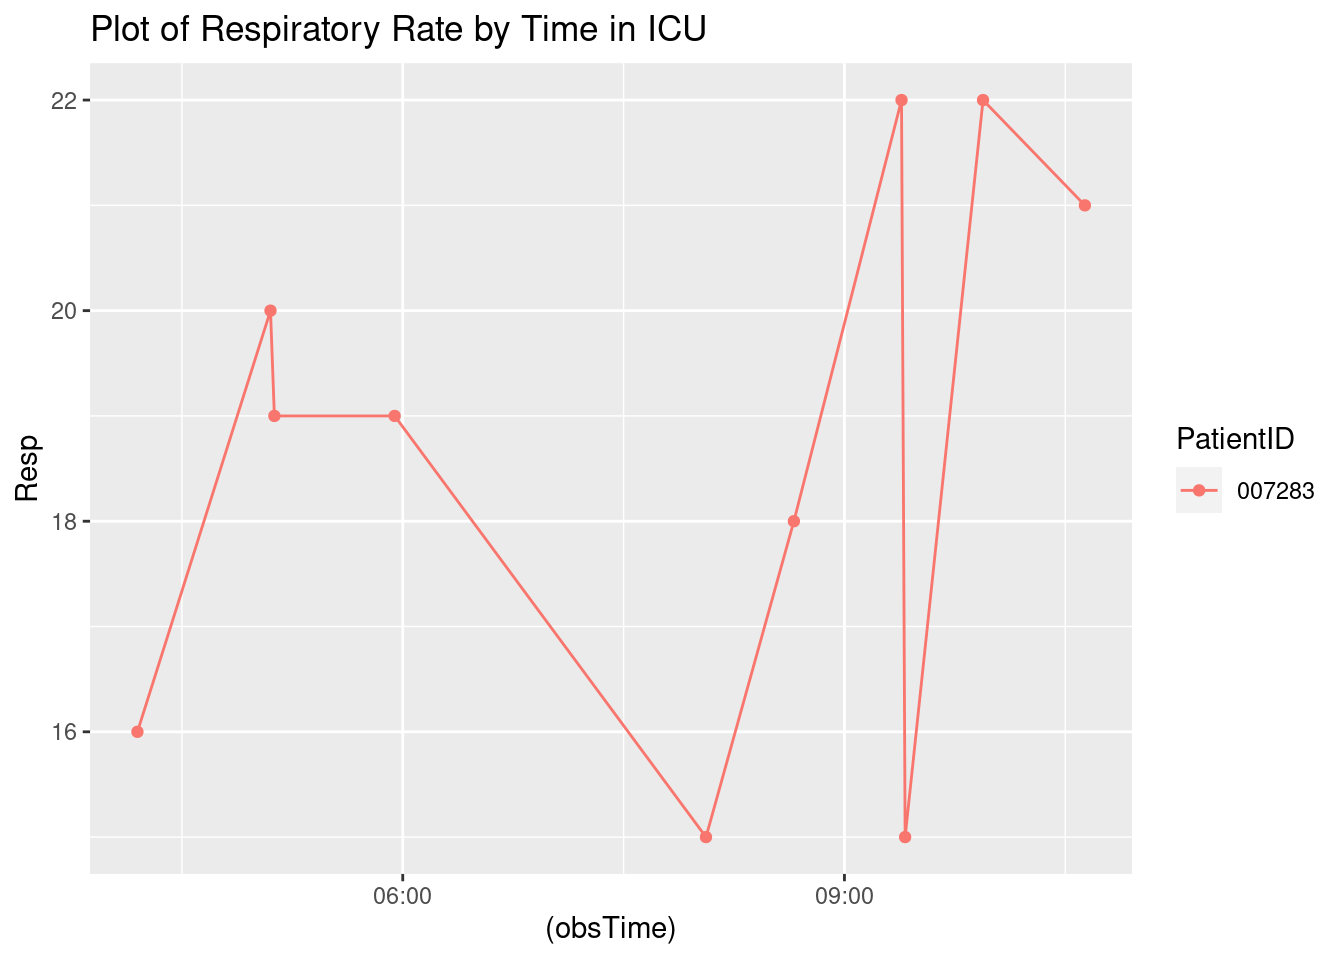 Plot of Respiratory Rate by Time in ICU
22
20
18
16
Resp
06:00
09:00
(obsTime)
PatientID
007283